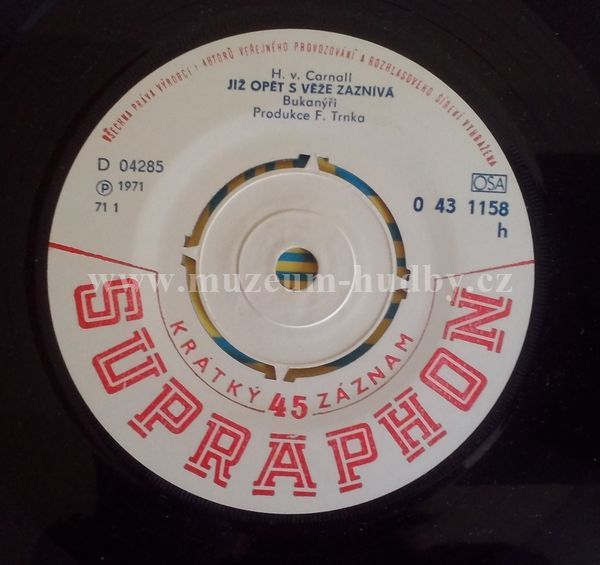 VŠECHNA PRÁVA VÝROBCŮ A AUTORŮ VEŘEJNÉHO PROVOZOVÁNÍ A ROZHLASOVÉHO ŠÍŘENÍ VYHRAZENA
H. v. Carnall
JIŽ OPĚT S VĚŽE ZAZNÍVÁ
Bukanýři
Produkce F. Trnka
D 04285
Ⓟ 1971
71 1
OSA
0 43 1158
h
www.muzeum-hudby.cz
KRÁTKÝ 45 ZÁZNAM
SUPRAPHON